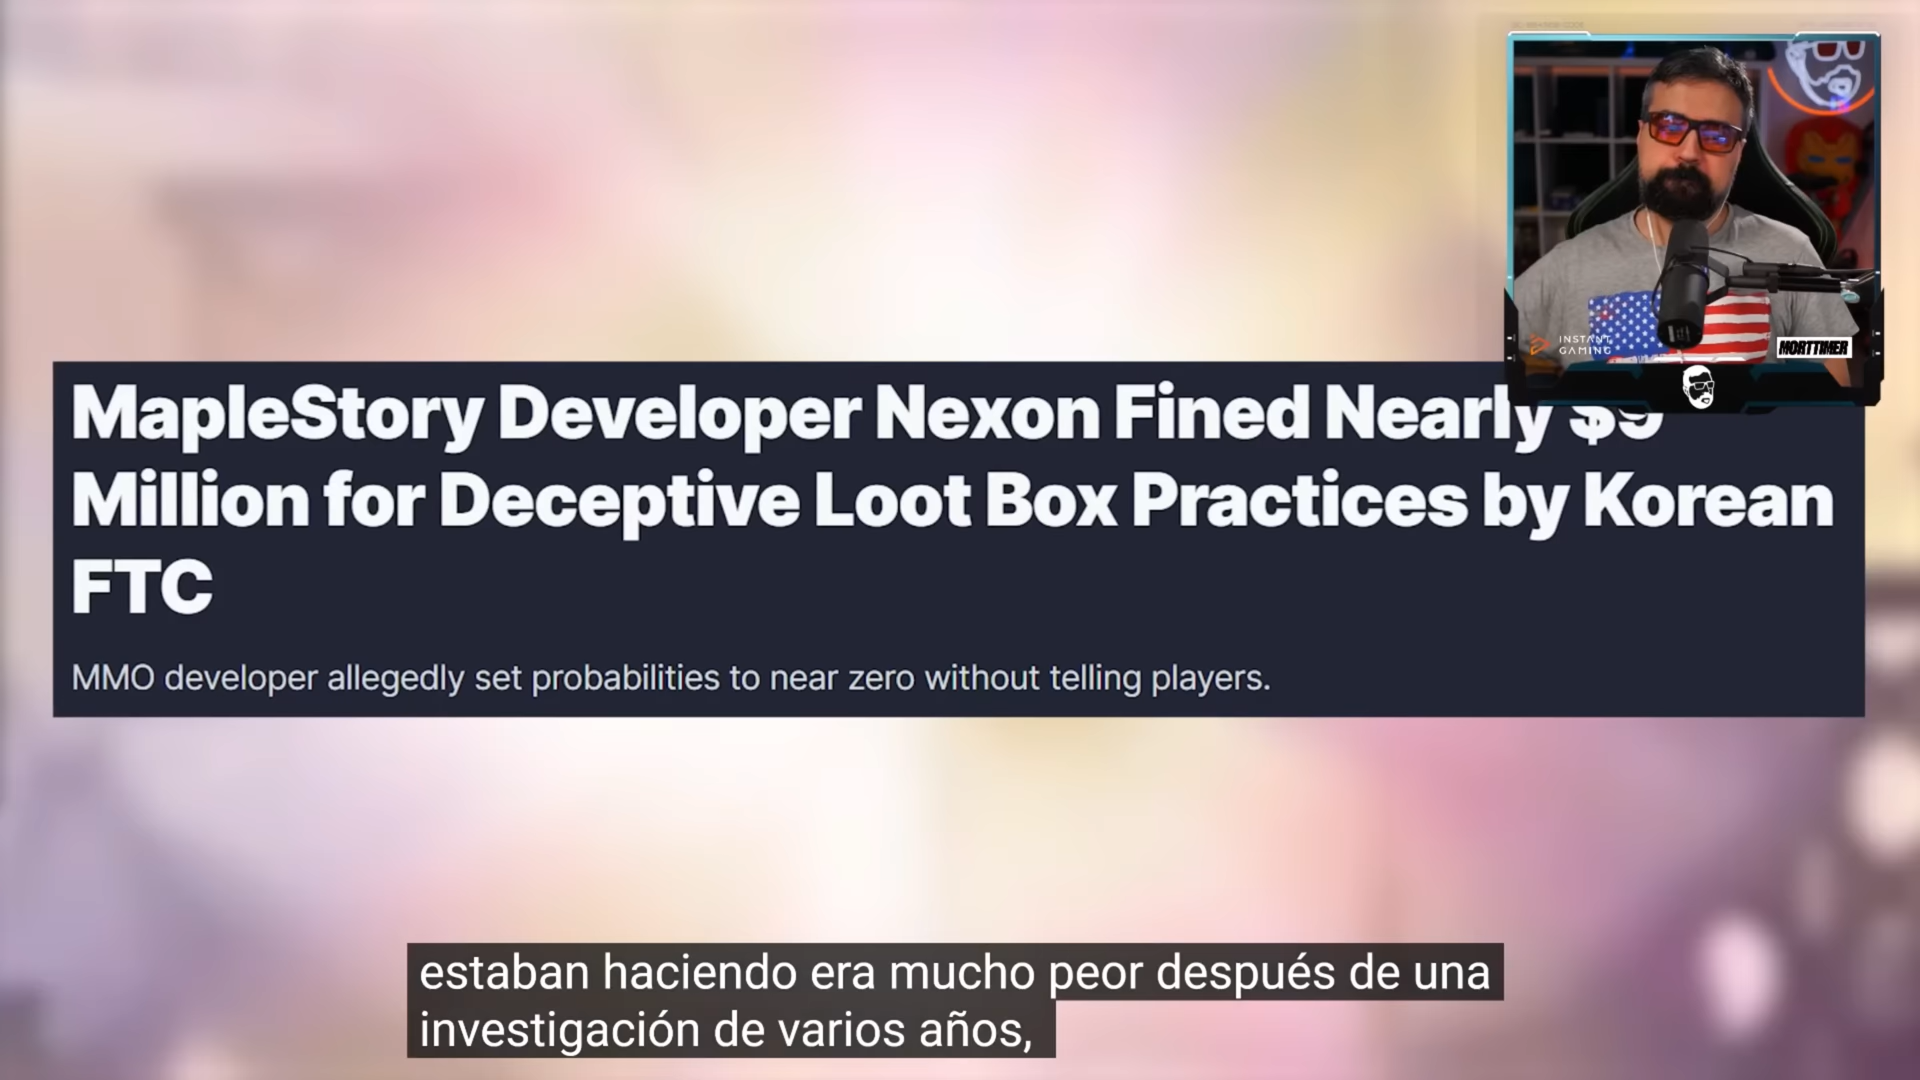 MapleStory Developer Nexon Fined Nearly $9
Million for Deceptive Loot Box Practices by Korean
FTC
MMO developer allegedly set probabilities to near zero without telling players.
INSTANT
GAMING
MORTTIMER
estaban haciendo era mucho peor después de una
investigación de varios años,